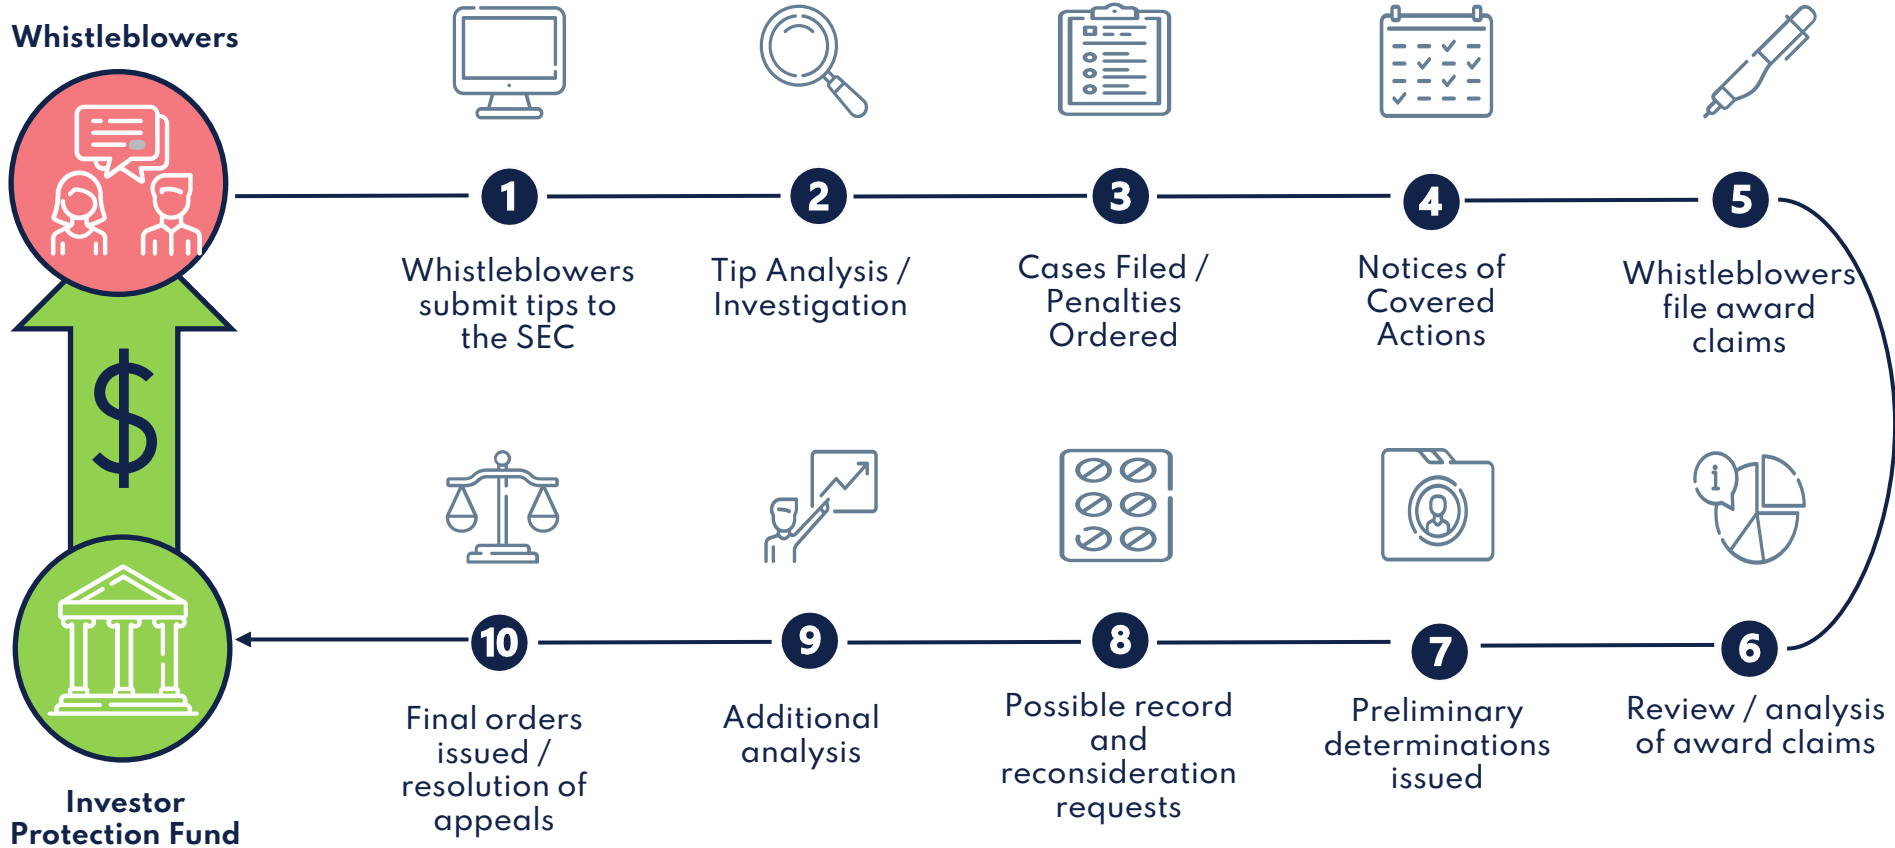 Whistleblowers
$
1
Whistleblowers
submit tips to
the SEC
2
Tip Analysis /
Investigation
3
Cases Filed /
Penalties
Ordered
4
Notices of
Covered
Actions
5
Whistleblowers
file award
claims
i
6
Review / analysis
of award claims
7
Preliminary
determinations
issued
8
Possible record
and
reconsideration
requests
9
Additional
analysis
10
Final orders
issued /
resolution of
appeals
Investor
Protection Fund